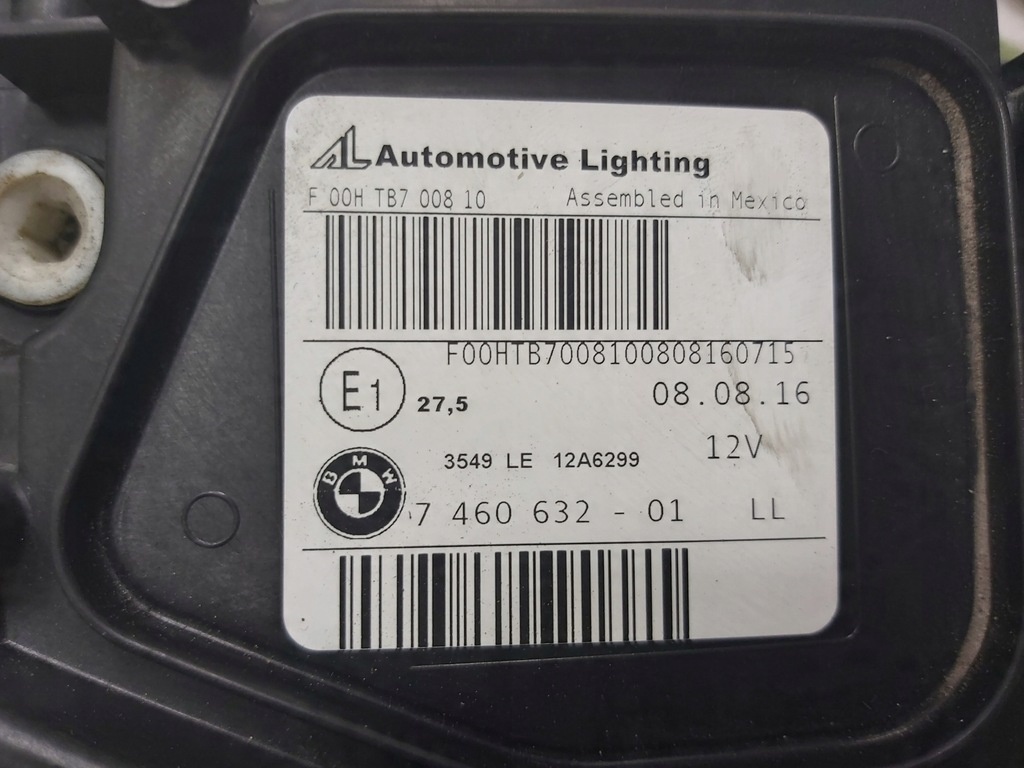 AL Automotive Lighting
F 00H TB7 008 10 Assembled in Mexico
F00HTB7008100808160715
E1 27,5 08.08.16
3549 LE 12A6299 12V
BMW 7 460 632 - 01 LL